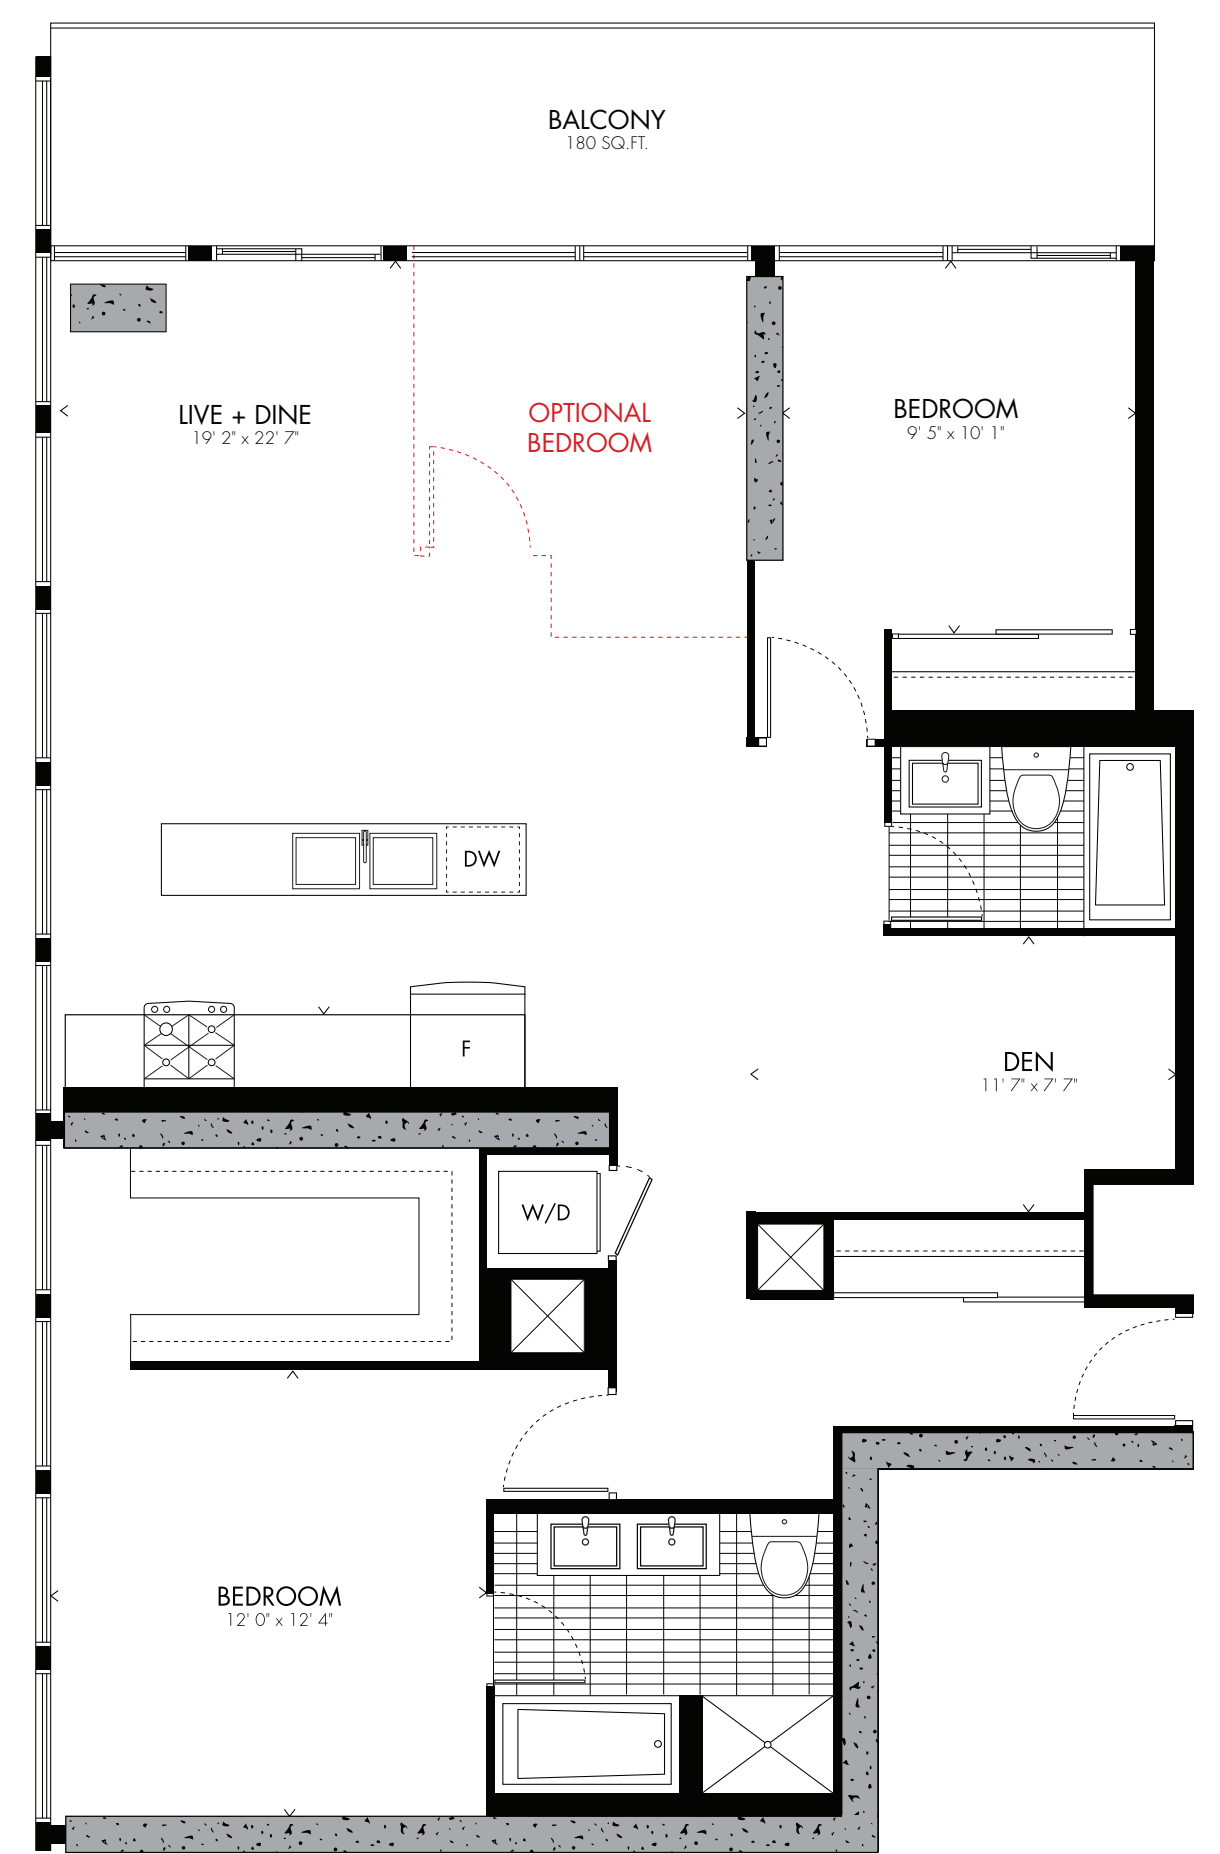 BALCONY
180 SQ.FT.
LIVE + DINE
19' 2" x 22' 7"
OPTIONAL
BEDROOM
BEDROOM
9' 5" x 10' 1"
DW
F
DEN
11' 7" x 7' 7"
W/D
BEDROOM
12' 0" x 12' 4"